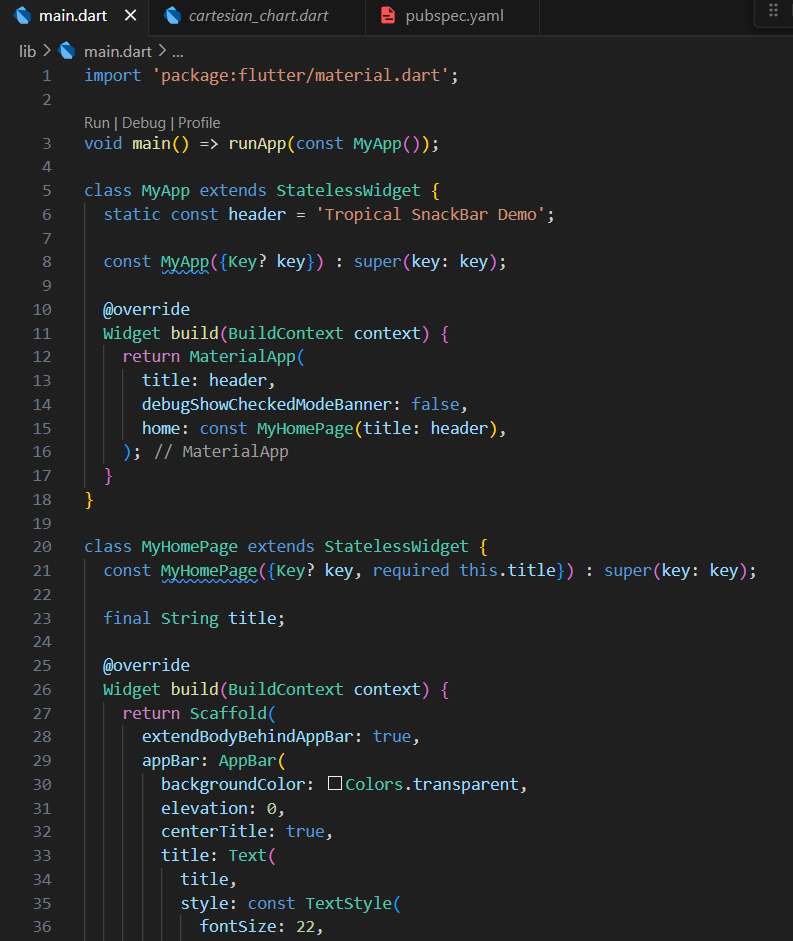 main.dart
cartesian_chart.dart
pubspec.yaml
lib > main.dart > ...
1 import 'package:flutter/material.dart';
2
Run | Debug | Profile
3 void main() => runApp(const MyApp());
4
5 class MyApp extends StatelessWidget {
6   static const header = 'Tropical SnackBar Demo';
7
8   const MyApp({Key? key}) : super(key: key);
9
10   @override
11   Widget build(BuildContext context) {
12     return MaterialApp(
13       title: header,
14       debugShowCheckedModeBanner: false,
15       home: const MyHomePage(title: header),
16     ); // MaterialApp
17   }
18 }
19
20 class MyHomePage extends StatelessWidget {
21   const MyHomePage({Key? key, required this.title}) : super(key: key);
22
23   final String title;
24
25   @override
26   Widget build(BuildContext context) {
27     return Scaffold(
28       extendBodyBehindAppBar: true,
29       appBar: AppBar(
30         backgroundColor: Colors.transparent,
31         elevation: 0,
32         centerTitle: true,
33         title: Text(
34           title,
35           style: const TextStyle(
36             fontSize: 22,